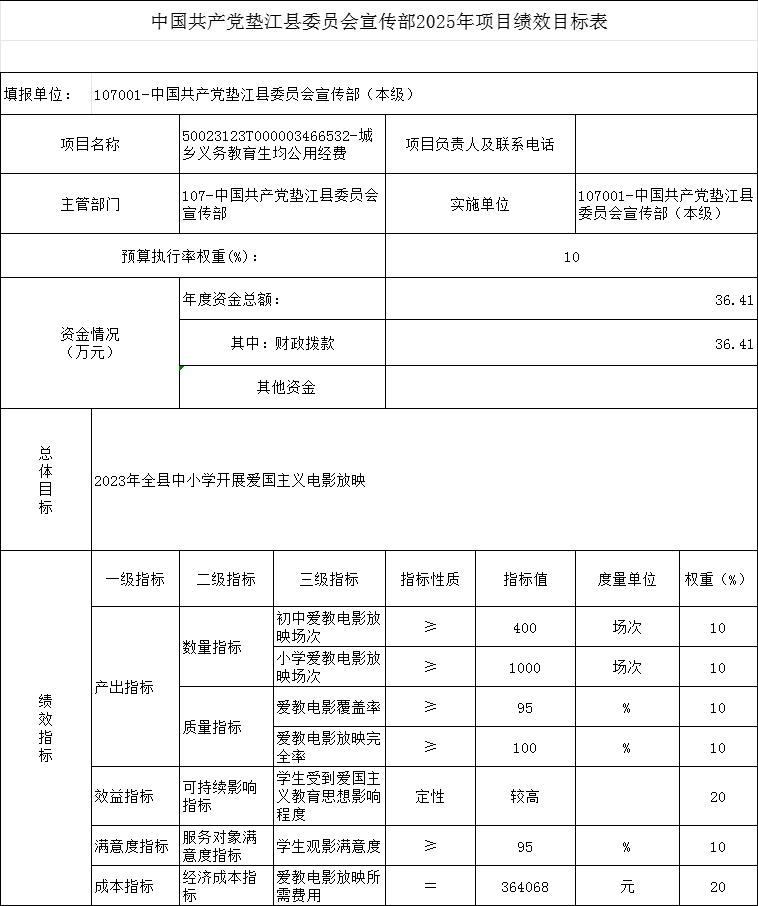 中国共产党垫江县委员会宣传部2025年项目绩效目标表
填报单位： 107001-中国共产党垫江县委员会宣传部（本级）
项目名称 50023123T000003466532-城乡义务教育生均公用经费 项目负责人及联系电话
主管部门 107-中国共产党垫江县委员会宣传部 实施单位 107001-中国共产党垫江县委员会宣传部（本级）
预算执行率权重(%)： 10
资金情况（万元） 年度资金总额： 36.41
其中：财政拨款 36.41
其他资金
总体目标 2023年全县中小学开展爱国主义电影放映
绩效指标 一级指标 二级指标 三级指标 指标性质 指标值 度量单位 权重（%）
产出指标 数量指标 初中爱教电影放映场次 ≥ 400 场次 10
小学爱教电影放映场次 ≥ 1000 场次 10
质量指标 爱教电影覆盖率 ≥ 95 % 10
爱教电影放映完全率 ≥ 100 % 10
效益指标 可持续影响指标 学生受到爱国主义教育思想影响程度 定性 较高 20
满意度指标 服务对象满意度指标 学生观影满意度 ≥ 95 % 10
成本指标 经济成本指标 爱教电影放映所需费用 ＝ 364068 元 20